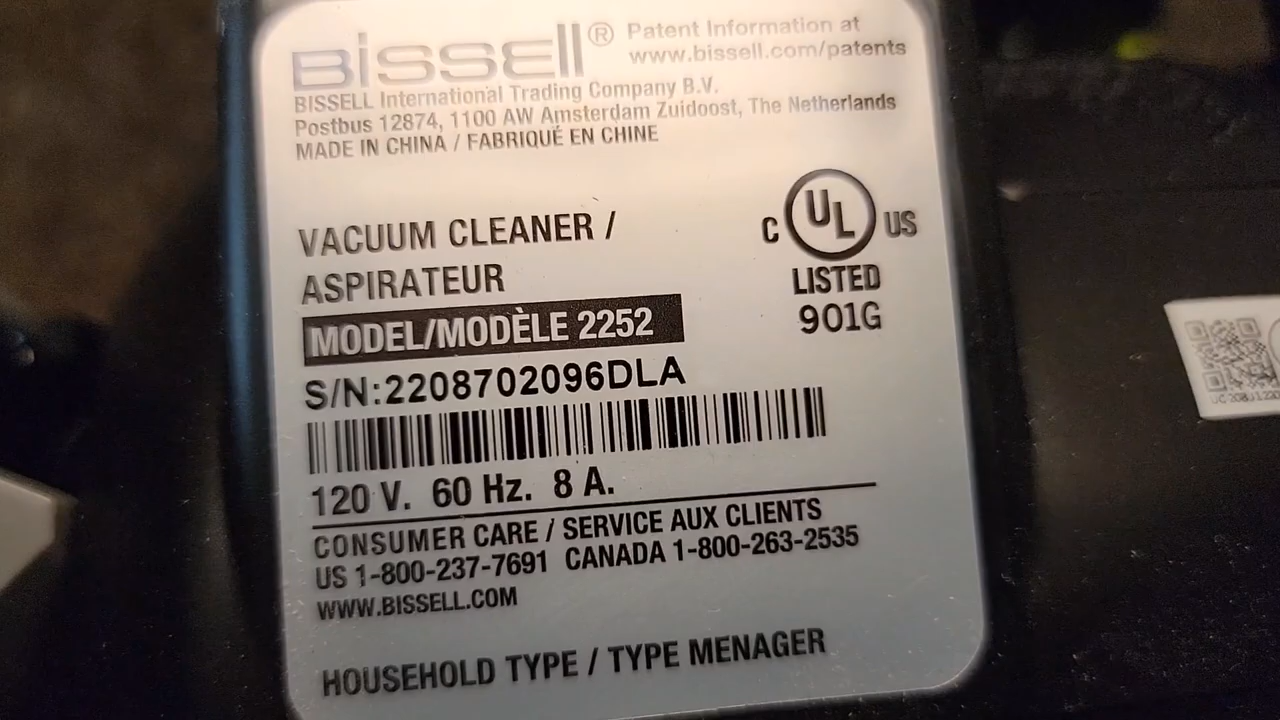 BISSELL® Patent Information at
www.bissell.com/patents
BISSELL International Trading Company B.V.
Postbus 12874, 1100 AW Amsterdam Zuidoost, The Netherlands
MADE IN CHINA / FABRIQUÉ EN CHINE
VACUUM CLEANER /
ASPIRATEUR
C UL US
LISTED
901G
MODEL/MODÈLE 2252
S/N:2208702096DLA
120 V. 60 Hz. 8 A.
CONSUMER CARE / SERVICE AUX CLIENTS
US 1-800-237-7691 CANADA 1-800-263-2535
WWW.BISSELL.COM
HOUSEHOLD TYPE / TYPE MENAGER